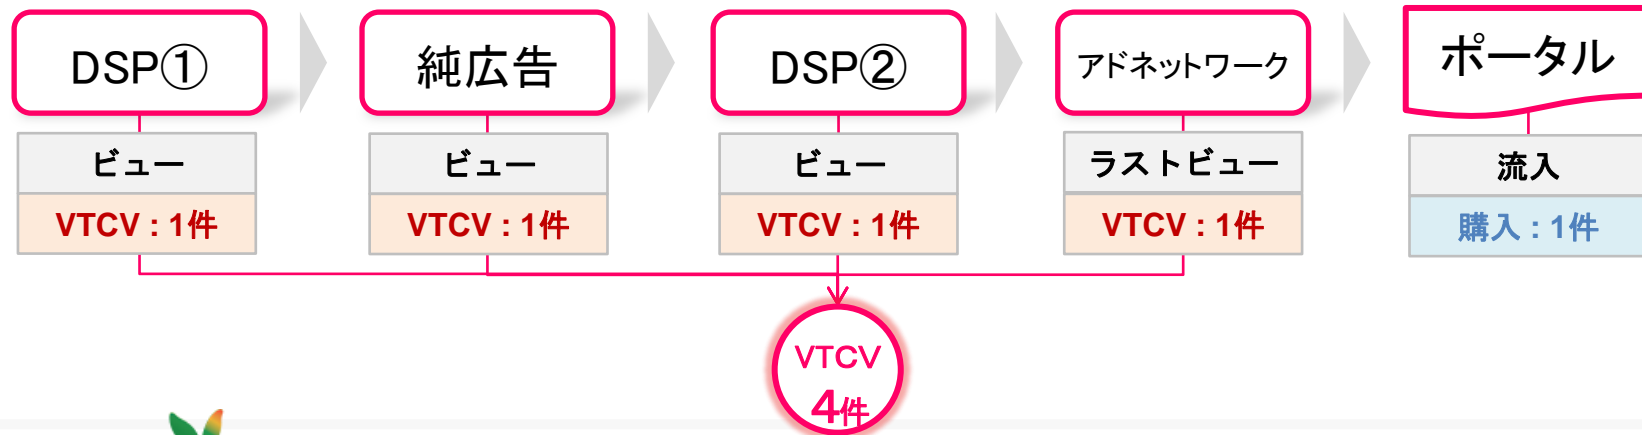 DSP①
純広告
DSP②
アドネットワーク
ポータル
ビュー
ビュー
ビュー
ラストビュー
流入
VTCV : 1件
VTCV : 1件
VTCV : 1件
VTCV : 1件
購入 : 1件
VTCV
4件